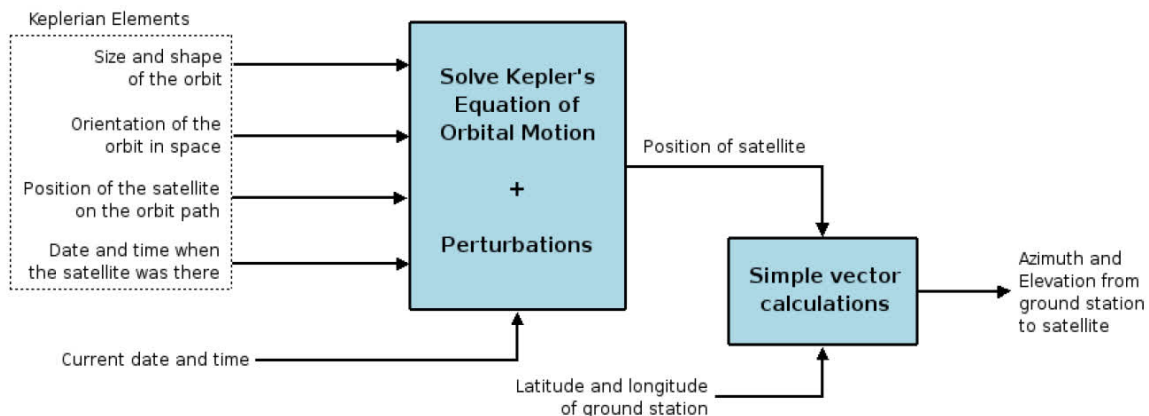 Keplerian Elements
Size and shape
of the orbit
Orientation of the
orbit in space
Position of the satellite
on the orbit path
Date and time when
the satellite was there
Current date and time
Solve Kepler's
Equation of
Orbital Motion
+
Perturbations
Position of satellite
Simple vector
calculations
Latitude and longitude
of ground station
Azimuth and
Elevation from
ground station
to satellite